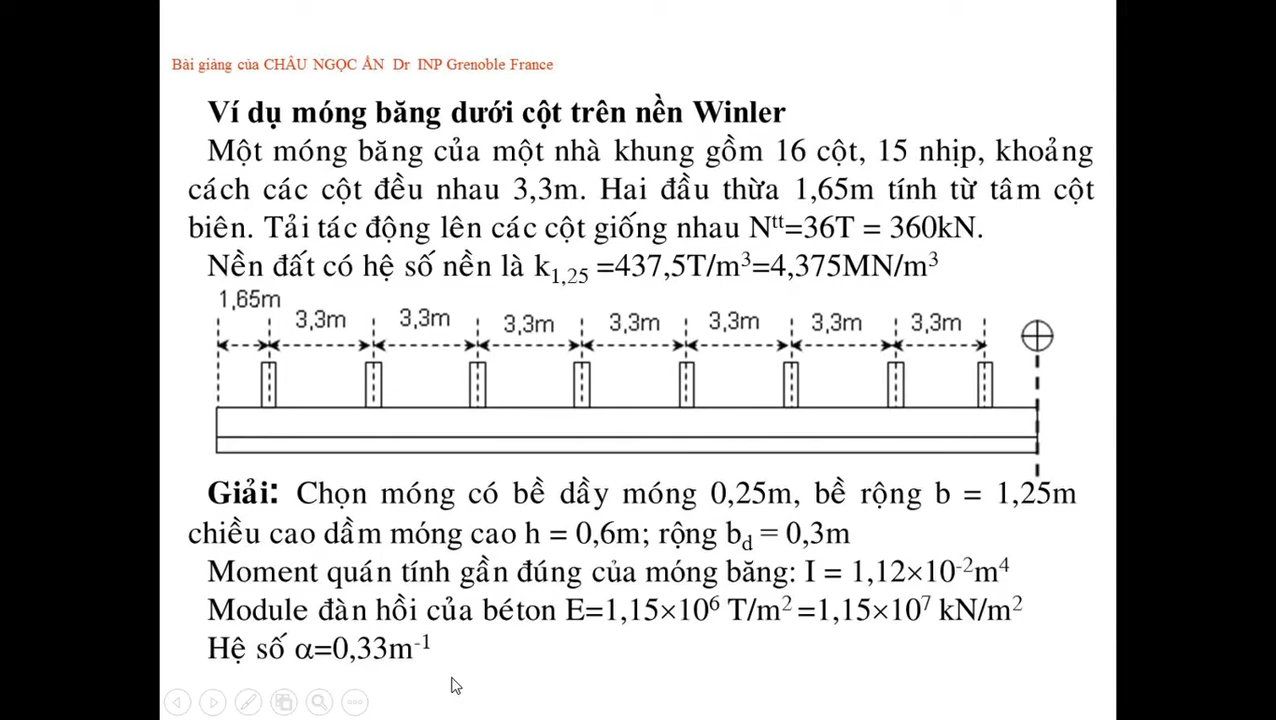 Bài giảng của CHÂU NGỌC ẨN Dr INP Grenoble France
Ví dụ móng băng dưới cột trên nền Winler
Một móng băng của một nhà khung gồm 16 cột, 15 nhịp, khoảng
cách các cột đều nhau 3,3m. Hai đầu thừa 1,65m tính từ tâm cột
biên. Tải tác động lên các cột giống nhau Nᵗᵗ=36T = 360kN.
Nền đất có hệ số nền là k₁,₂₅ =437,5T/m³=4,375MN/m³
1,65m
3,3m 3,3m 3,3m 3,3m 3,3m 3,3m 3,3m
Giải: Chọn móng có bề dầy móng 0,25m, bề rộng b = 1,25m
chiều cao dầm móng cao h = 0,6m; rộng b_d = 0,3m
Moment quán tính gần đúng của móng băng: I = 1,12×10⁻²m⁴
Module đàn hồi của béton E=1,15×10⁶ T/m² =1,15×10⁷ kN/m²
Hệ số α=0,33m⁻¹